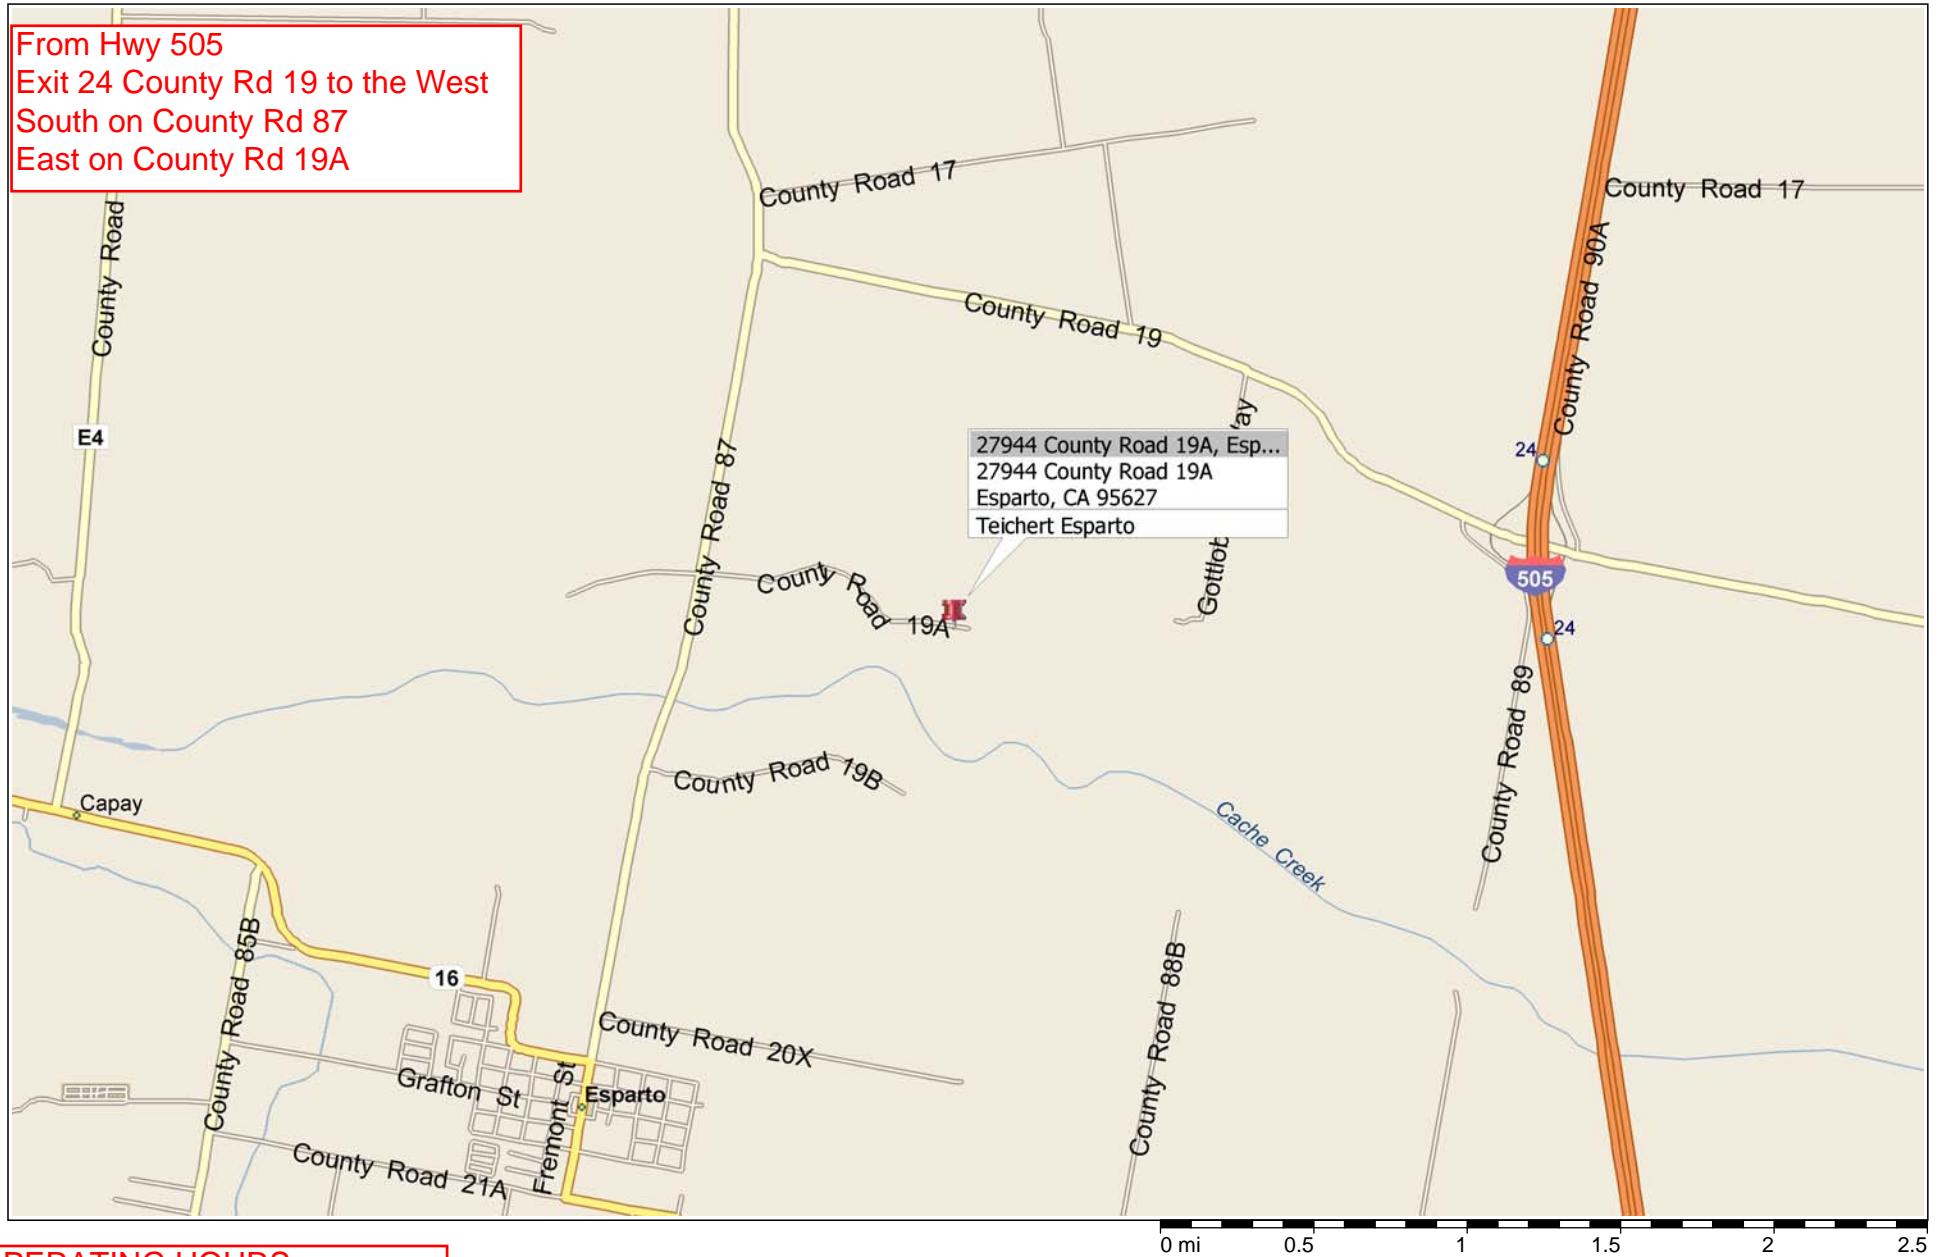 From Hwy 505
Exit 24 County Rd 19 to the West
South on County Rd 87
East on County Rd 19A
County Road 17
County Road 17
County Road
County Road 90A
County Road 19
E4
County Road 87
24
27944 County Road 19A, Esp...
27944 County Road 19A
Esparto, CA 95627
Teichert Esparto
Gottlob
County Road 19A
505
24
County Road 89
County Road 19B
Capay
Cache Creek
County Road 85B
16
County Road 88B
County Road 20X
Grafton St
Fremont St
Esparto
County Road 21A
0 mi 0.5 1 1.5 2 2.5